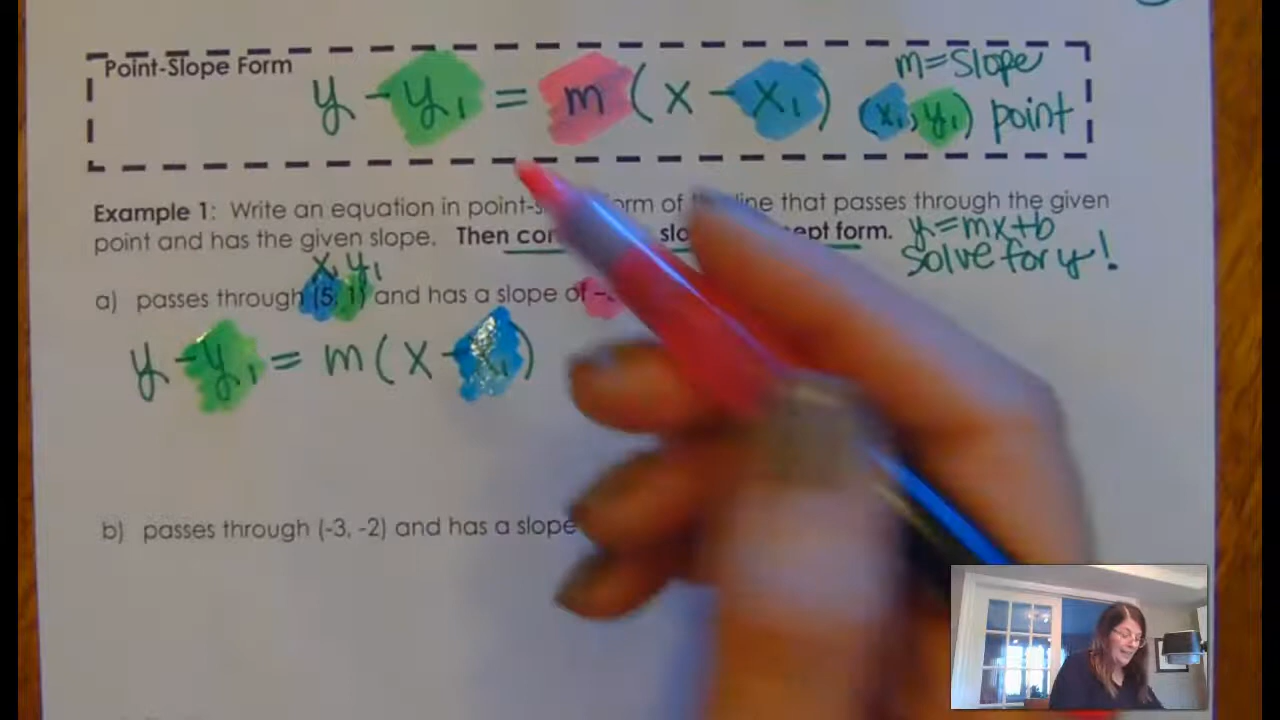 Point-Slope Form
y - y₁ = m (x - x₁)
m = Slope
(x₁, y₁) point
Example 1: Write an equation in point- orm of line that passes through the given
point and has the given slope. Then con form.
y = mx + b
solve for y!
x₁ y₁
a) passes through (5, 1) and has a slope of
y - y₁ = m (x - x₁)
b) passes through (-3, -2) and has a slope